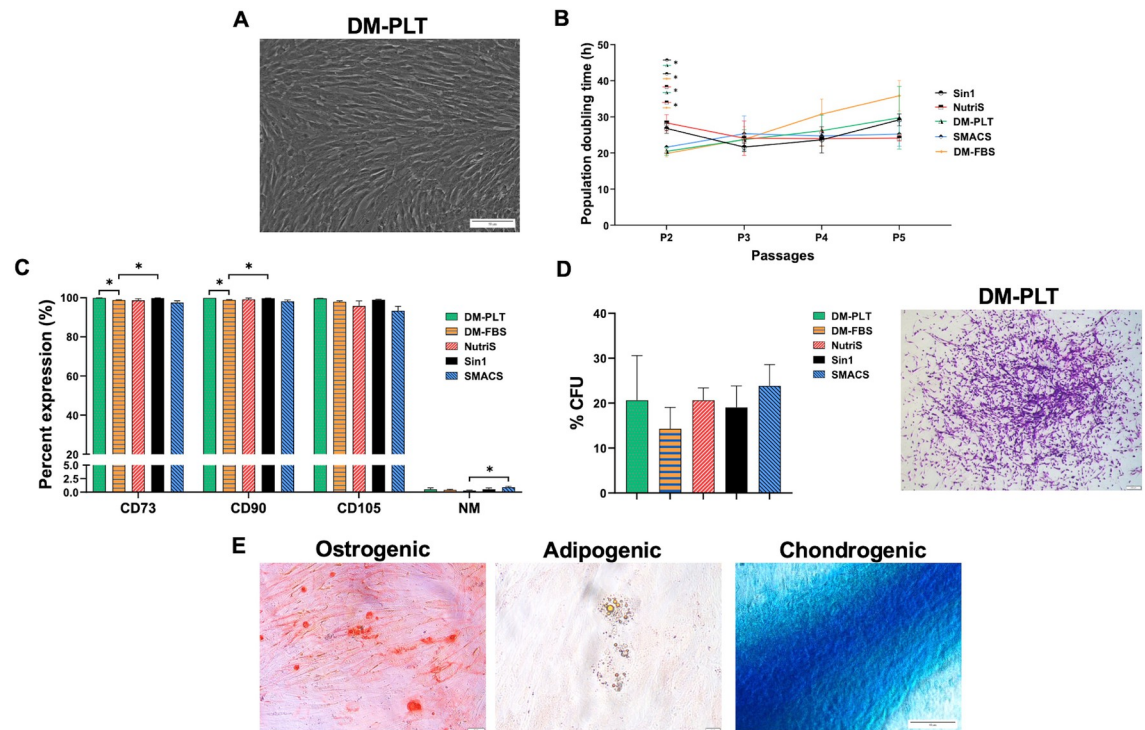 A
DM-PLT
B
Population doubling time (h)
50
40
30
20
10
0
P2
P3
P4
P5
Passages
*
*
*
*
Sin1
NutriS
DM-PLT
SMACS
DM-FBS
C
Percent expression (%)
100
80
60
40
20
5.0
2.5
0.0
*
*
*
*
*
CD73
CD90
CD105
NM
DM-PLT
DM-FBS
NutriS
Sin1
SMACS
D
% CFU
40
30
20
10
0
DM-PLT
DM-FBS
NutriS
Sin1
SMACS
DM-PLT
E
Ostrogenic
Adipogenic
Chondrogenic